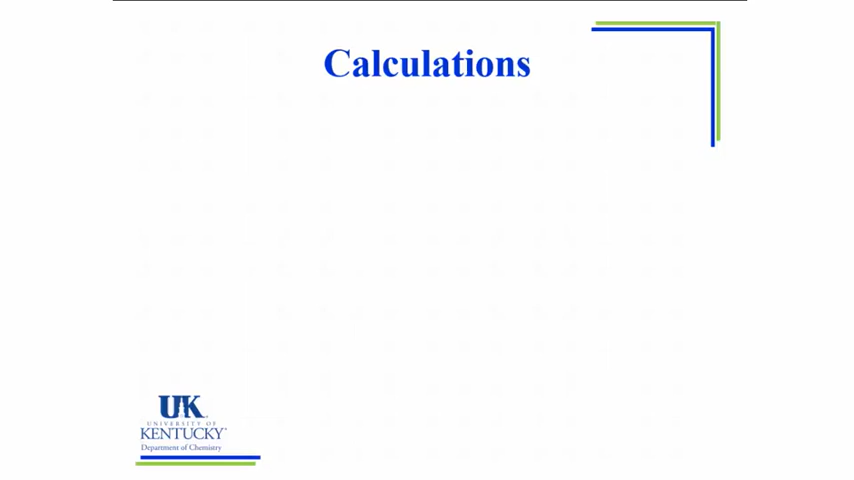 Calculations
UK
UNIVERSITY OF
KENTUCKY
Department of Chemistry